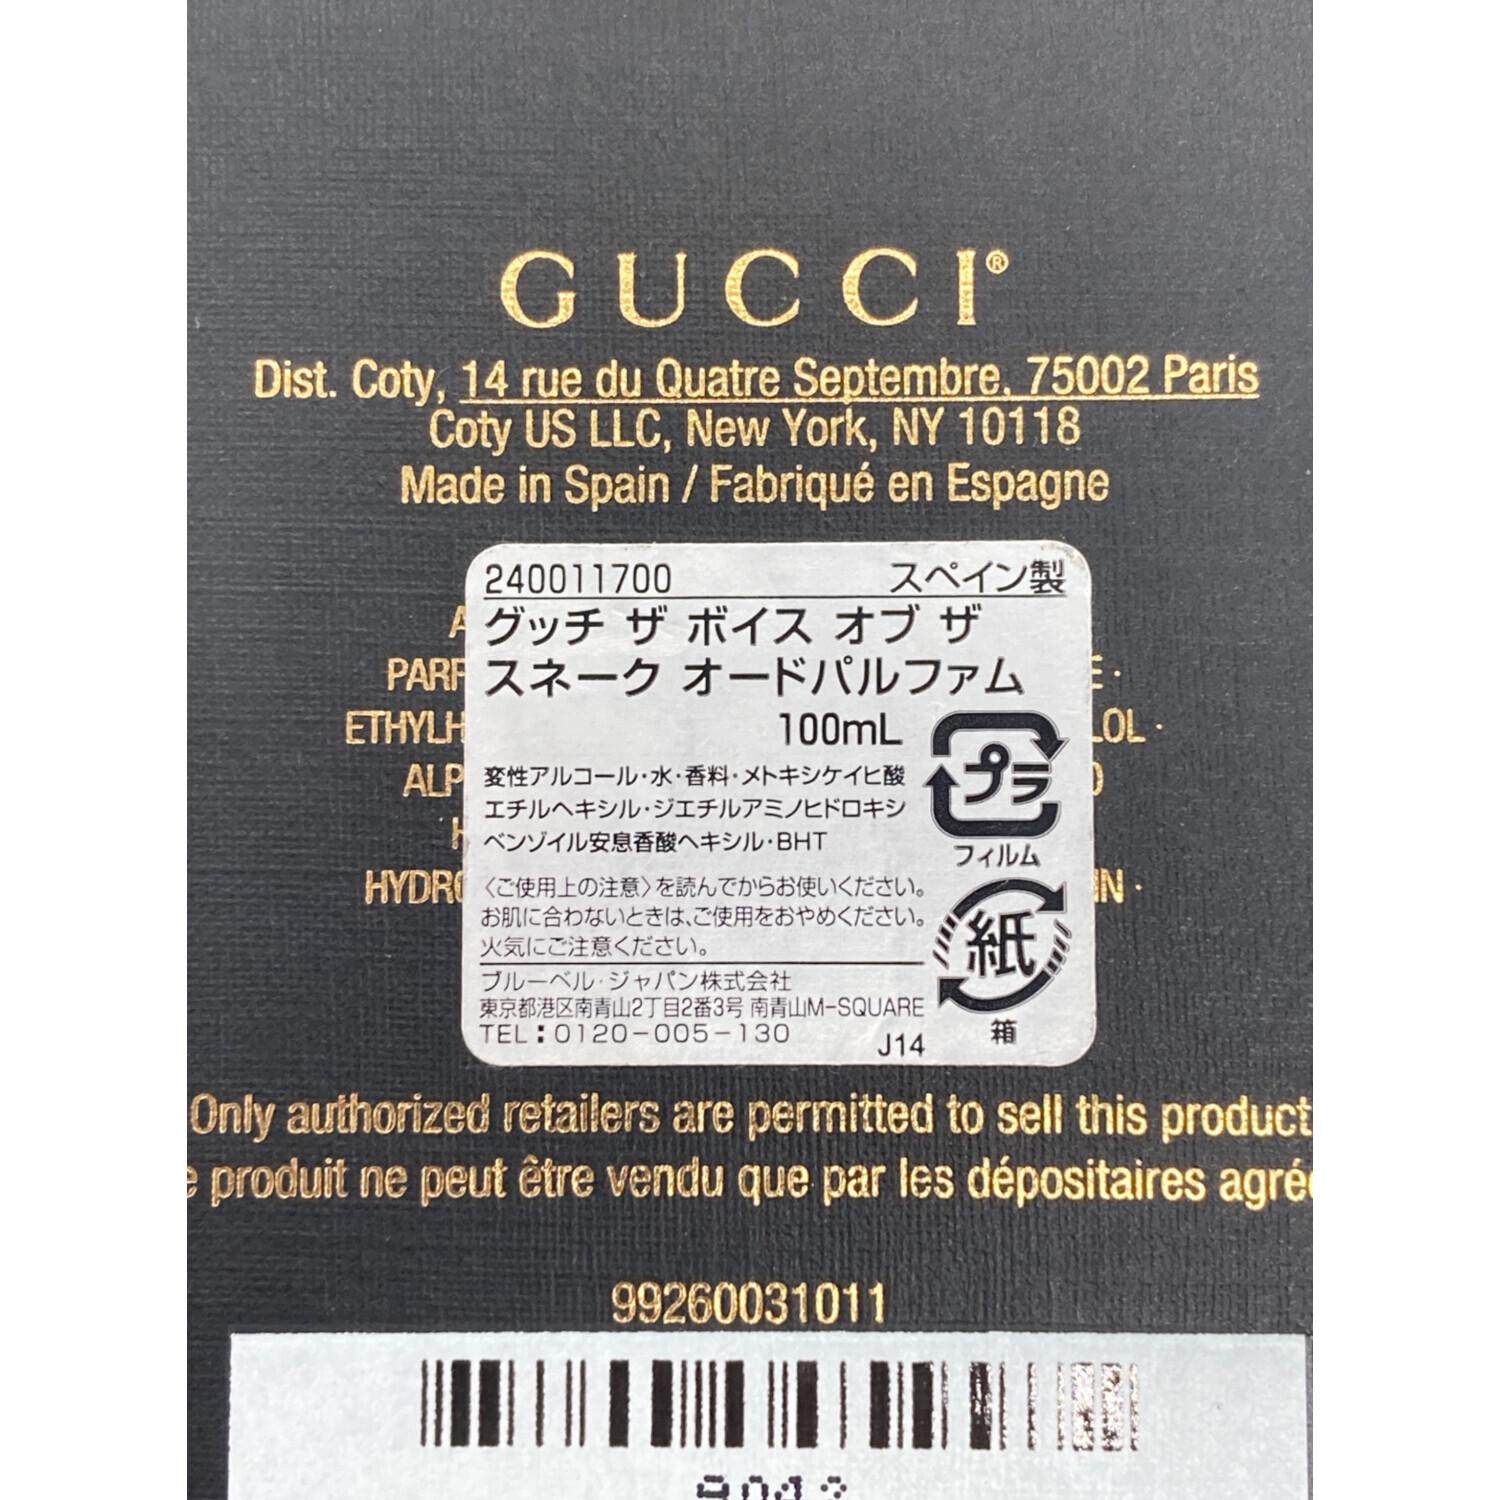 GUCCI®
Dist. Coty, 14 rue du Quatre Septembre, 75002 Paris
Coty US LLC, New York, NY 10118
Made in Spain / Fabriqué en Espagne
240011700 スペイン製
グッチ ザ ボイス オブ ザ
スネーク オードパルファム
100mL
プラ
変性アルコール・水・香料・メトキシケイヒ酸
エチルヘキシル・ジエチルアミノヒドロキシ
ベンゾイル安息香酸ヘキシル・BHT
フィルム
〈ご使用上の注意〉を読んでからお使いください。
お肌に合わないときは、ご使用をおやめください。
火気にご注意ください。
紙
箱
ブルーベル・ジャパン株式会社
東京都港区南青山2丁目2番3号 南青山M-SQUARE
TEL:0120-005-130
J14
PARF
ETHYLH LOL ·
ALP
HYDRO IN ·
Only authorized retailers are permitted to sell this product
produit ne peut être vendu que par les dépositaires agréé
99260031011